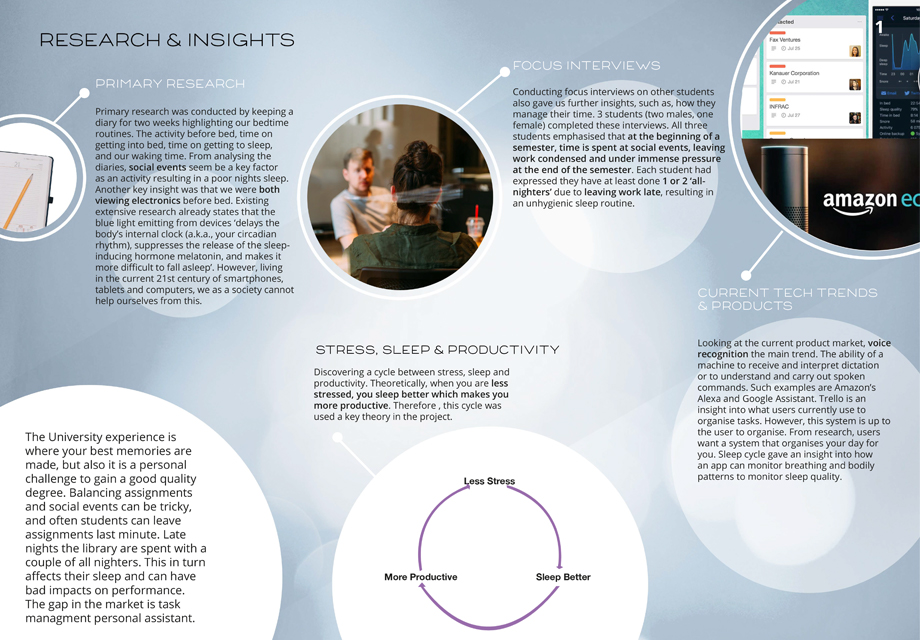 RESEARCH & INSIGHTS
PRIMARY RESEARCH
Primary research was conducted by keeping a
diary for two weeks highlighting our bedtime
routines. The activity before bed, time on
getting into bed, time on getting to sleep,
and our waking time. From analysing the
diaries, social events seem be a key factor
as an activity resulting in a poor nights sleep.
Another key insight was that we were both
viewing electronics before bed. Existing
extensive research already states that the
blue light emitting from devices ‘delays the
body’s internal clock (a.k.a., your circadian
rhythm), suppresses the release of the sleep-
inducing hormone melatonin, and makes it
more difficult to fall asleep’. However, living
in the current 21st century of smartphones,
tablets and computers, we as a society cannot
help ourselves from this.
FOCUS INTERVIEWS
Conducting focus interviews on other students
also gave us further insights, such as, how they
manage their time. 3 students (two males, one
female) completed these interviews. All three
students emphasised that at the beginning of a
semester, time is spent at social events, leaving
work condensed and under immense pressure
at the end of the semester. Each student had
expressed they have at least done 1 or 2 ‘all-
nighters’ due to leaving work late, resulting in
an unhygienic sleep routine.
Fax Ventures
Jul 25
Kanauer Corporation
Jul 23
INFRAC
Jul 23
1
amazon ec
CURRENT TECH TRENDS
& PRODUCTS
Looking at the current product market, voice
recognition the main trend. The ability of a
machine to receive and interpret dictation
or to understand and carry out spoken
commands. Such examples are Amazon’s
Alexa and Google Assistant. Trello is an
insight into what users currently use to
organise tasks. However, this system is up to
the user to organise. From research, users
want a system that organises your day for
you. Sleep cycle gave an insight into how
an app can monitor breathing and bodily
patterns to monitor sleep quality.
STRESS, SLEEP & PRODUCTIVITY
Discovering a cycle between stress, sleep and
productivity. Theoretically, when you are less
stressed, you sleep better which makes you
more productive. Therefore , this cycle was
used a key theory in the project.
Less Stress
More Productive
Sleep Better
The University experience is
where your best memories are
made, but also it is a personal
challenge to gain a good quality
degree. Balancing assignments
and social events can be tricky,
and often students can leave
assignments last minute. Late
nights the library are spent with a
couple of all nighters. This in turn
affects their sleep and can have
bad impacts on performance.
The gap in the market is task
managment personal assistant.